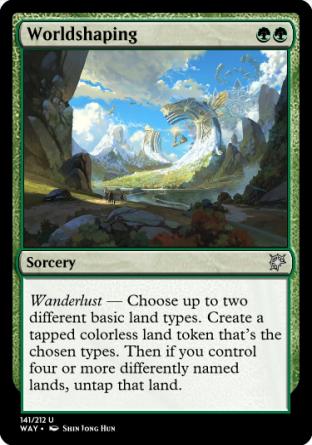 Worldshaping
Sorcery
Wanderlust — Choose up to two
different basic land types. Create a
tapped colorless land token that's the
chosen types. Then if you control
four or more differently named
lands, untap that land.
141/212 U
WAY • Shin Jong Hun